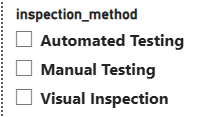 inspection_method
Automated Testing
Manual Testing
Visual Inspection